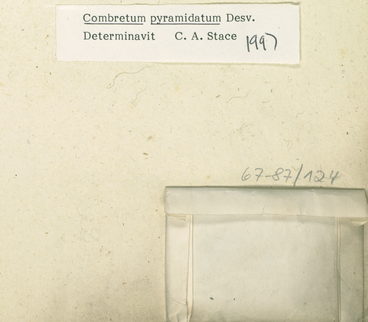 Combretum pyramidatum Desv.
Determinavit C. A. Stace 1997
67-87/124